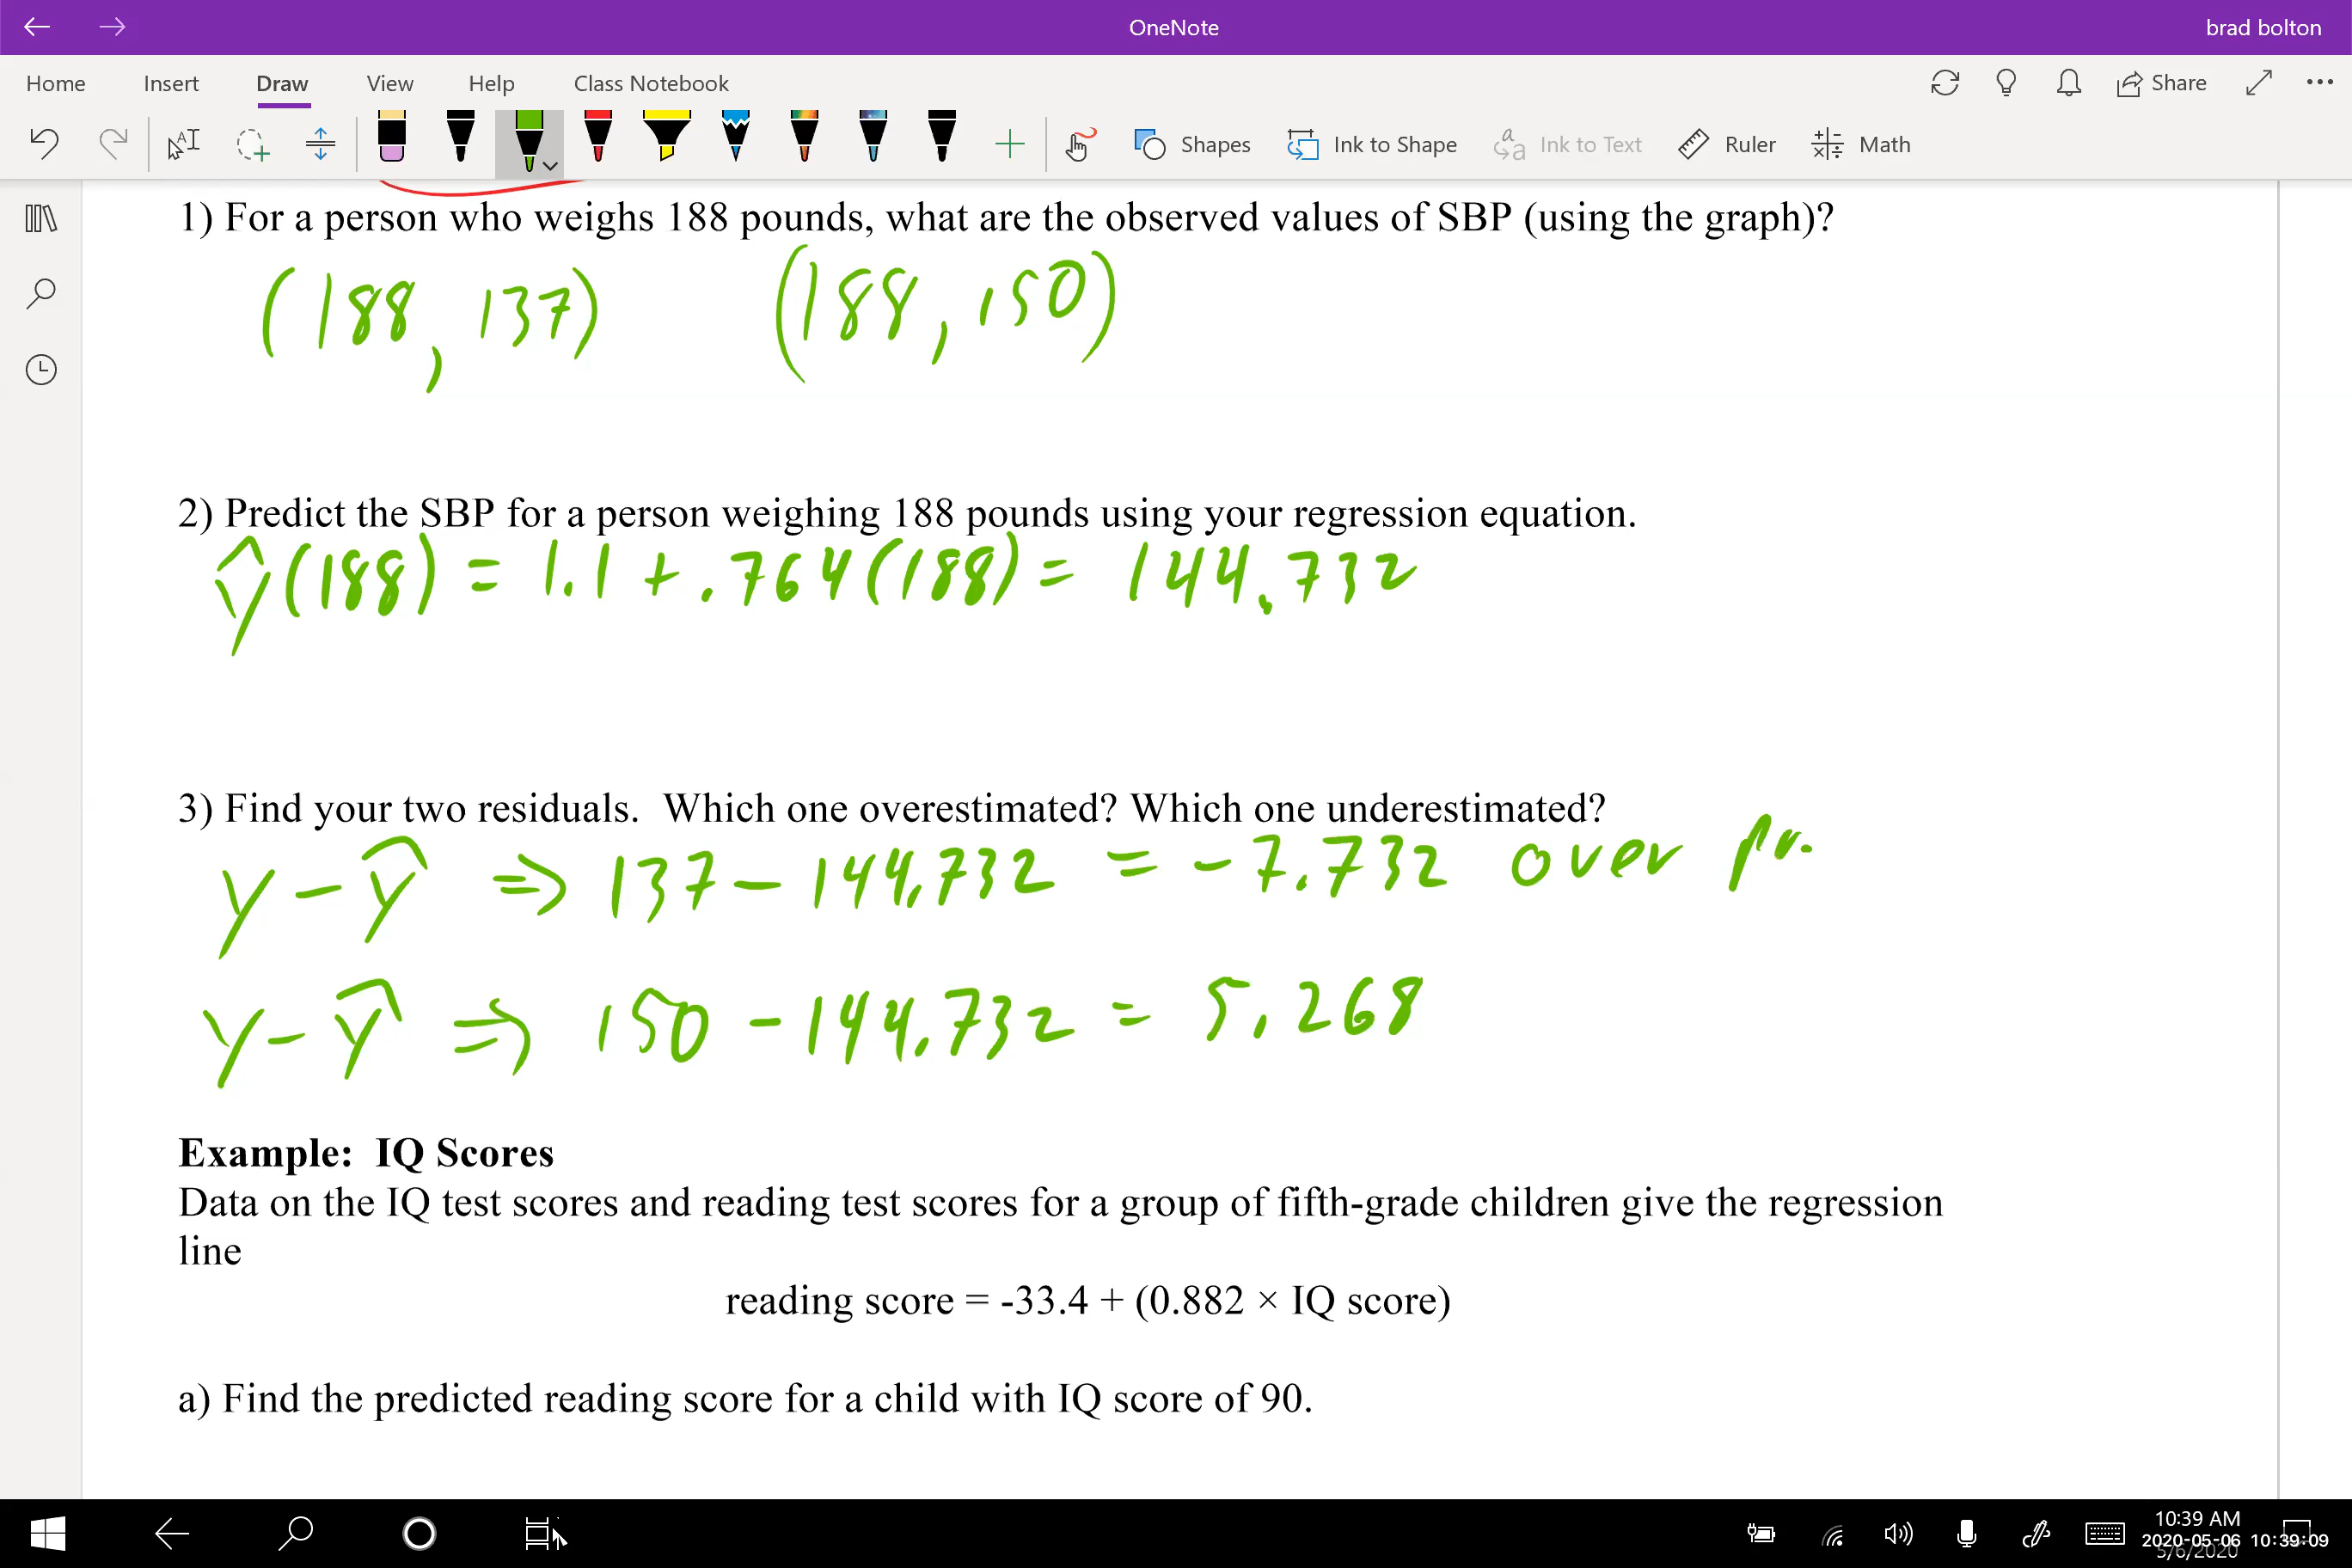 OneNote
brad bolton
Home Insert Draw View Help Class Notebook
Share
Shapes Ink to Shape Ink to Text Ruler Math
1) For a person who weighs 188 pounds, what are the observed values of SBP (using the graph)?
(188, 137) (188, 150)
2) Predict the SBP for a person weighing 188 pounds using your regression equation.
ŷ(188) = 1.1 + .764(188) = 144.732
3) Find your two residuals. Which one overestimated? Which one underestimated?
y - ŷ ⇒ 137 - 144.732 = -7.732 over pr.
y - ŷ ⇒ 150 - 144.732 = 5.268
Example: IQ Scores
Data on the IQ test scores and reading test scores for a group of fifth-grade children give the regression
line
reading score = -33.4 + (0.882 × IQ score)
a) Find the predicted reading score for a child with IQ score of 90.
10:39 AM
2020-05-06 10:39:09
5/6/2020